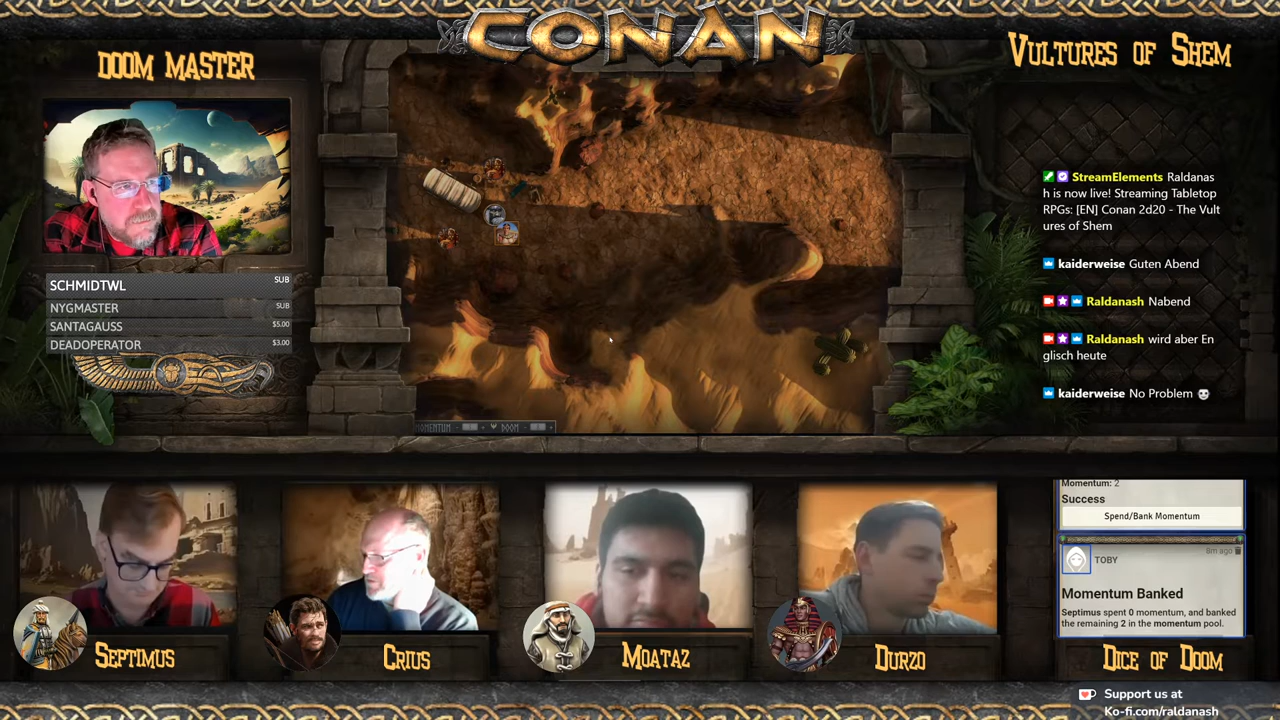 CONAN
DOOM MASTER
VULTURES OF SHEM
SCHMIDTWL SUB
NYGMASTER SUB
SANTAGAUSS $5.00
DEADOPERATOR $3.00
StreamElements Raldanas
h is now live! Streaming Tabletop
RPGs: [EN] Conan 2d20 - The Vult
ures of Shem
kaiderweise Guten Abend
Raldanash Nabend
Raldanash wird aber En
glisch heute
kaiderweise No Problem
MOMENTUM - + DOOM - +
Momentum: 2
Success
Spend/Bank Momentum
TOBY 8m ago
Momentum Banked
Septimus spent 0 momentum, and banked
the remaining 2 in the momentum pool.
SEPTIMUS
CRIUS
MOATAZ
DURZO
DICE OF DOOM
Support us at
Ko-fi.com/raldanash